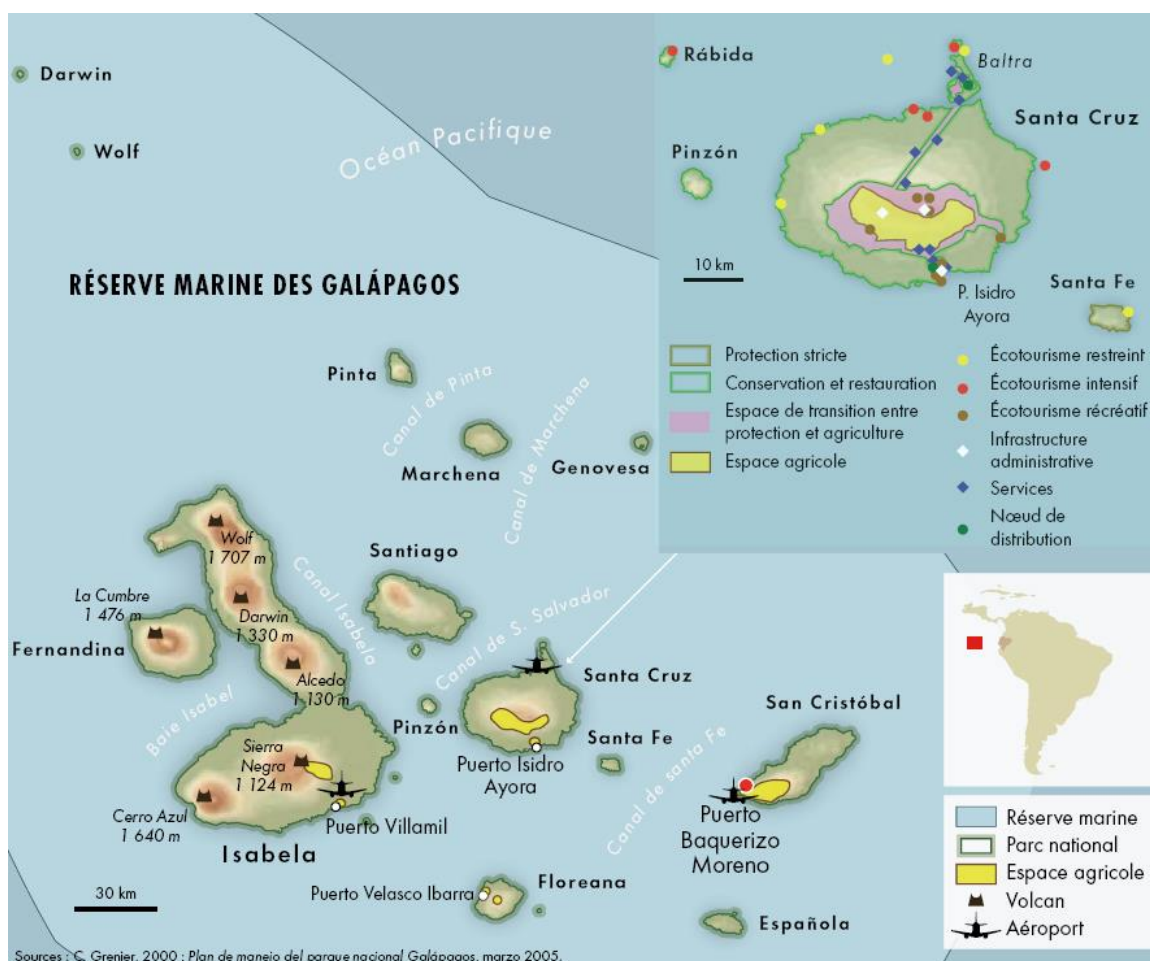 Darwin
Wolf
Océan Pacifique
RÉSERVE MARINE DES GALÁPAGOS
Pinta
Canal de Pinta
Marchena
Canal de Marchena
Genovesa
Wolf
1 707 m
Santiago
La Cumbre
1 476 m
Canal Isabela
Darwin
1 330 m
Fernandina
Canal de S. Salvador
Alcedo
1 130 m
Santa Cruz
Baie Isabel
Pinzón
San Cristóbal
Sierra
Negra
1 124 m
Santa Fe
Puerto Isidro
Ayora
Canal de santa Fe
Cerro Azul
1 640 m
Puerto Villamil
Puerto
Baquerizo
Moreno
Isabela
Floreana
Puerto Velasco Ibarra
30 km
Española
Sources : C. Grenier, 2000 ; Plan de manejo del parque nacional Galápagos, marzo 2005.
Rábida
Baltra
Santa Cruz
Pinzón
10 km
Santa Fe
P. Isidro
Ayora
Protection stricte
Conservation et restauration
Espace de transition entre
protection et agriculture
Espace agricole
Écotourisme restreint
Écotourisme intensif
Écotourisme récréatif
Infrastructure
administrative
Services
Nœud de
distribution
Réserve marine
Parc national
Espace agricole
Volcan
Aéroport